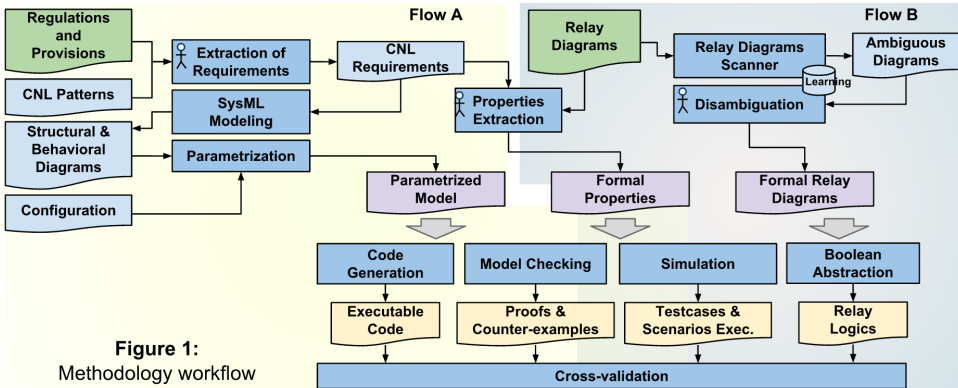 Flow A
Flow B
Regulations
and
Provisions
Extraction of
Requirements
CNL
Requirements
Relay
Diagrams
Relay Diagrams
Scanner
Ambiguous
Diagrams
Learning
CNL Patterns
SysML
Modeling
Properties
Extraction
Disambiguation
Structural &
Behavioral
Diagrams
Parametrization
Parametrized
Model
Formal
Properties
Formal Relay
Diagrams
Configuration
Code
Generation
Model Checking
Simulation
Boolean
Abstraction
Executable
Code
Proofs &
Counter-examples
Testcases &
Scenarios Exec.
Relay
Logics
Figure 1:
Methodology workflow
Cross-validation